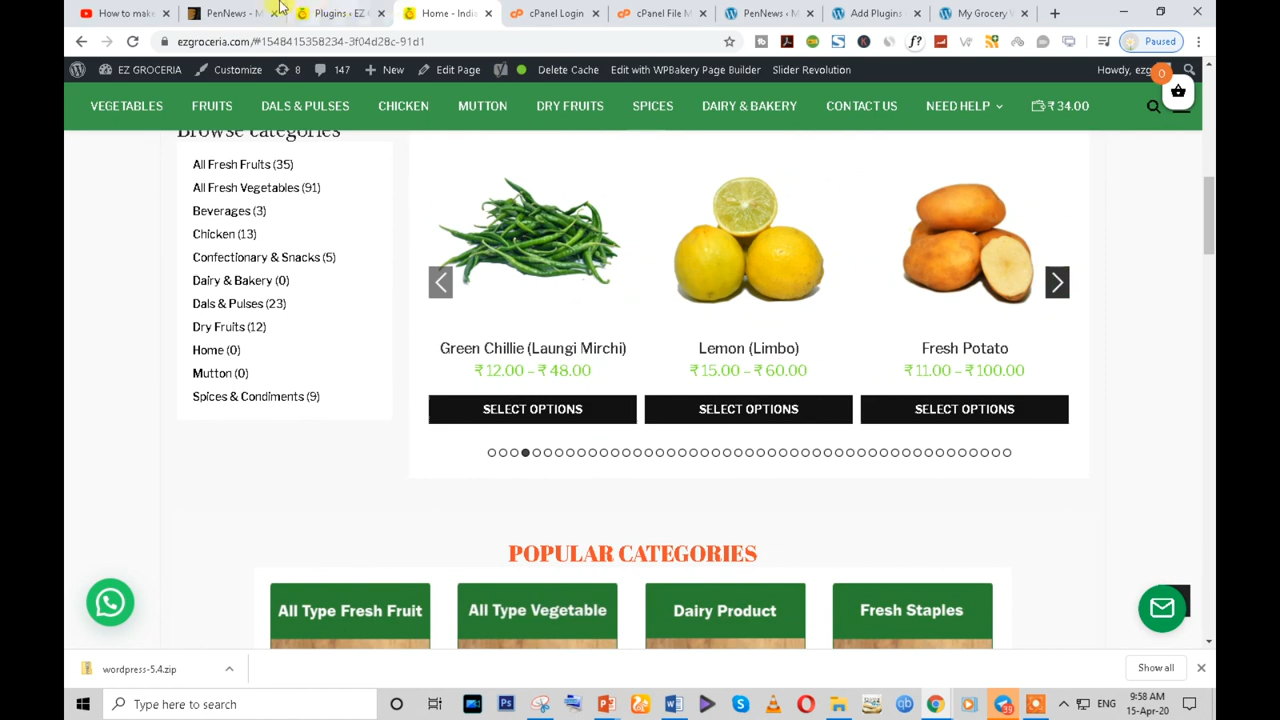 How to make
PenNews - M
Plugins ‹ EZ
Home - India
cPanel Login
cPanel File M
PenNews ‹ M
Add Plugins
My Grocery W
ezgroceria.com/#1548415358234-3f04d28c-91d1
Paused
EZ GROCERIA
Customize
8
147
New
Edit Page
Delete Cache
Edit with WPBakery Page Builder
Slider Revolution
Howdy, ezg
0
VEGETABLES
FRUITS
DALS & PULSES
CHICKEN
MUTTON
DRY FRUITS
SPICES
DAIRY & BAKERY
CONTACT US
NEED HELP
₹ 34.00
Browse categories
All Fresh Fruits (35)
All Fresh Vegetables (91)
Beverages (3)
Chicken (13)
Confectionary & Snacks (5)
Dairy & Bakery (0)
Dals & Pulses (23)
Dry Fruits (12)
Home (0)
Mutton (0)
Spices & Condiments (9)
Green Chillie (Laungi Mirchi)
₹ 12.00 – ₹ 48.00
SELECT OPTIONS
Lemon (Limbo)
₹ 15.00 – ₹ 60.00
SELECT OPTIONS
Fresh Potato
₹ 11.00 – ₹ 100.00
SELECT OPTIONS
POPULAR CATEGORIES
All Type Fresh Fruit
All Type Vegetable
Dairy Product
Fresh Staples
wordpress-5.4.zip
Show all
Type here to search
39
ENG
9:58 AM
15-Apr-20